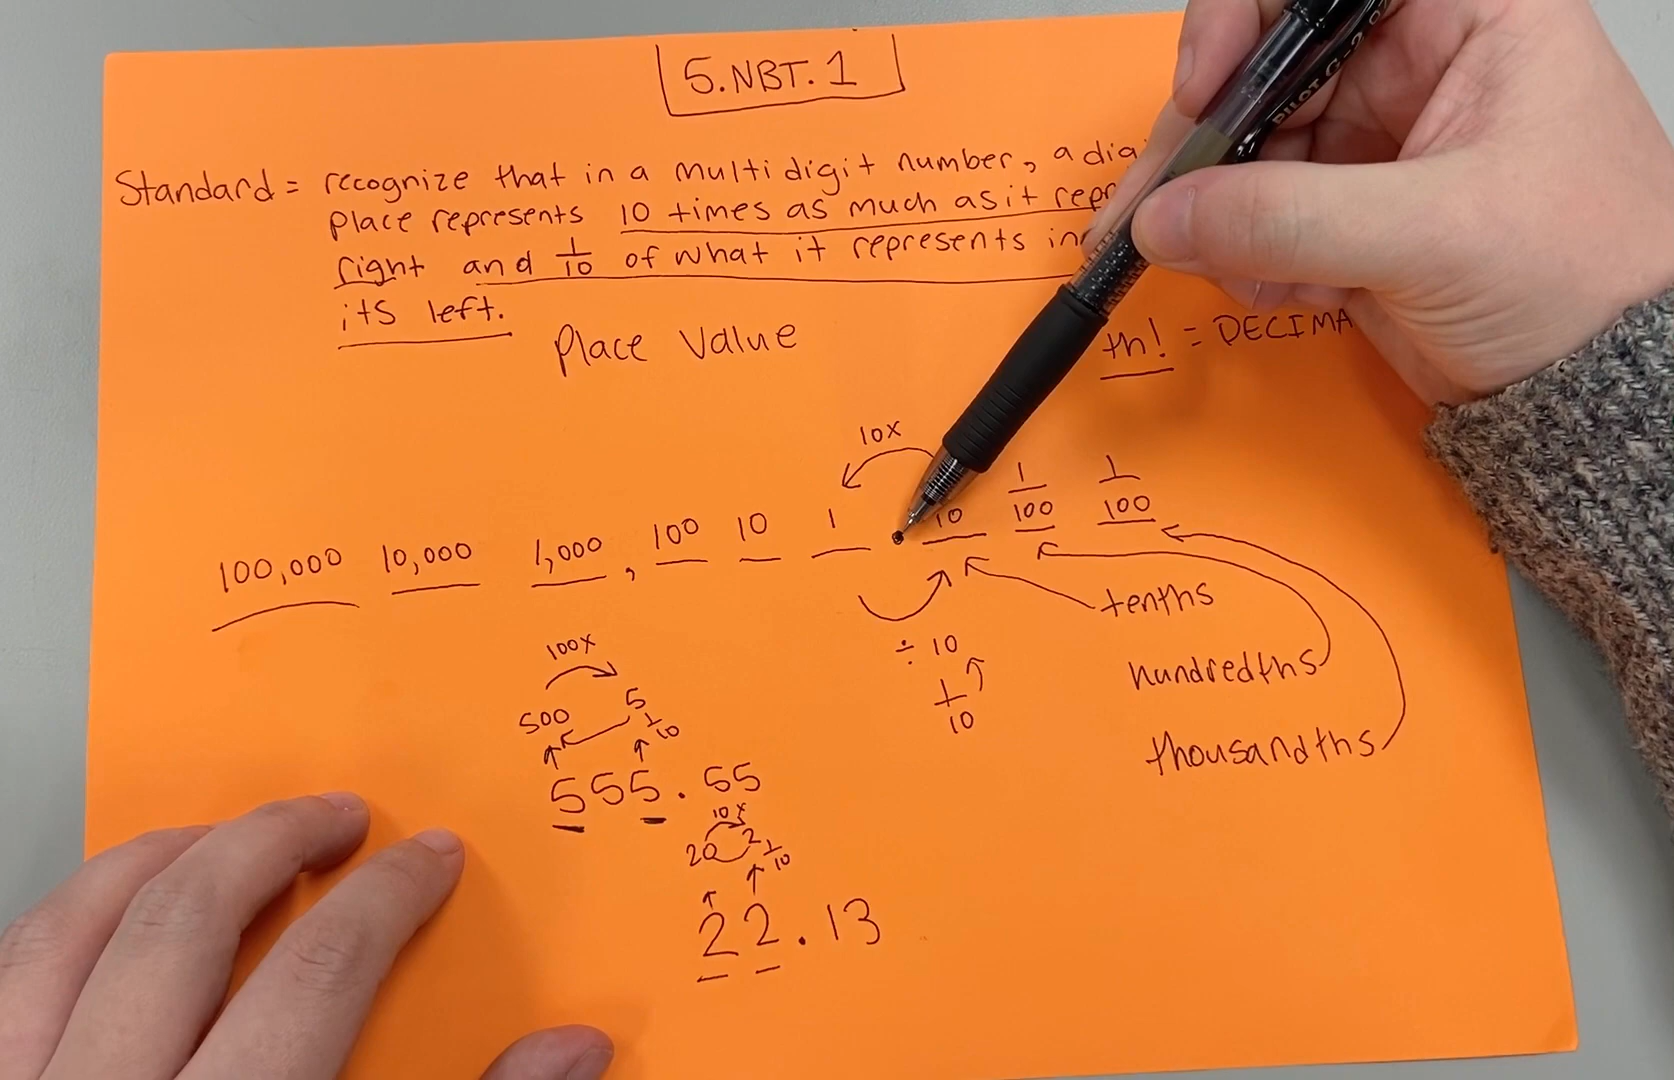 5.NBT.1
Standard = recognize that in a multi digit number, a
place represents 10 times as much as it
right and 1/10 of what it represents in
its left.
Place Value
th! = DECIMA
10x
100,000 10,000 1,000, 100 10 1 . 10 1/100 1/100
tenths
÷ 10
1/10
hundredths
thousandths
100x
500 5 1/10
555.55
10x
20 2 1/10
22.13
PILOT G-2 07